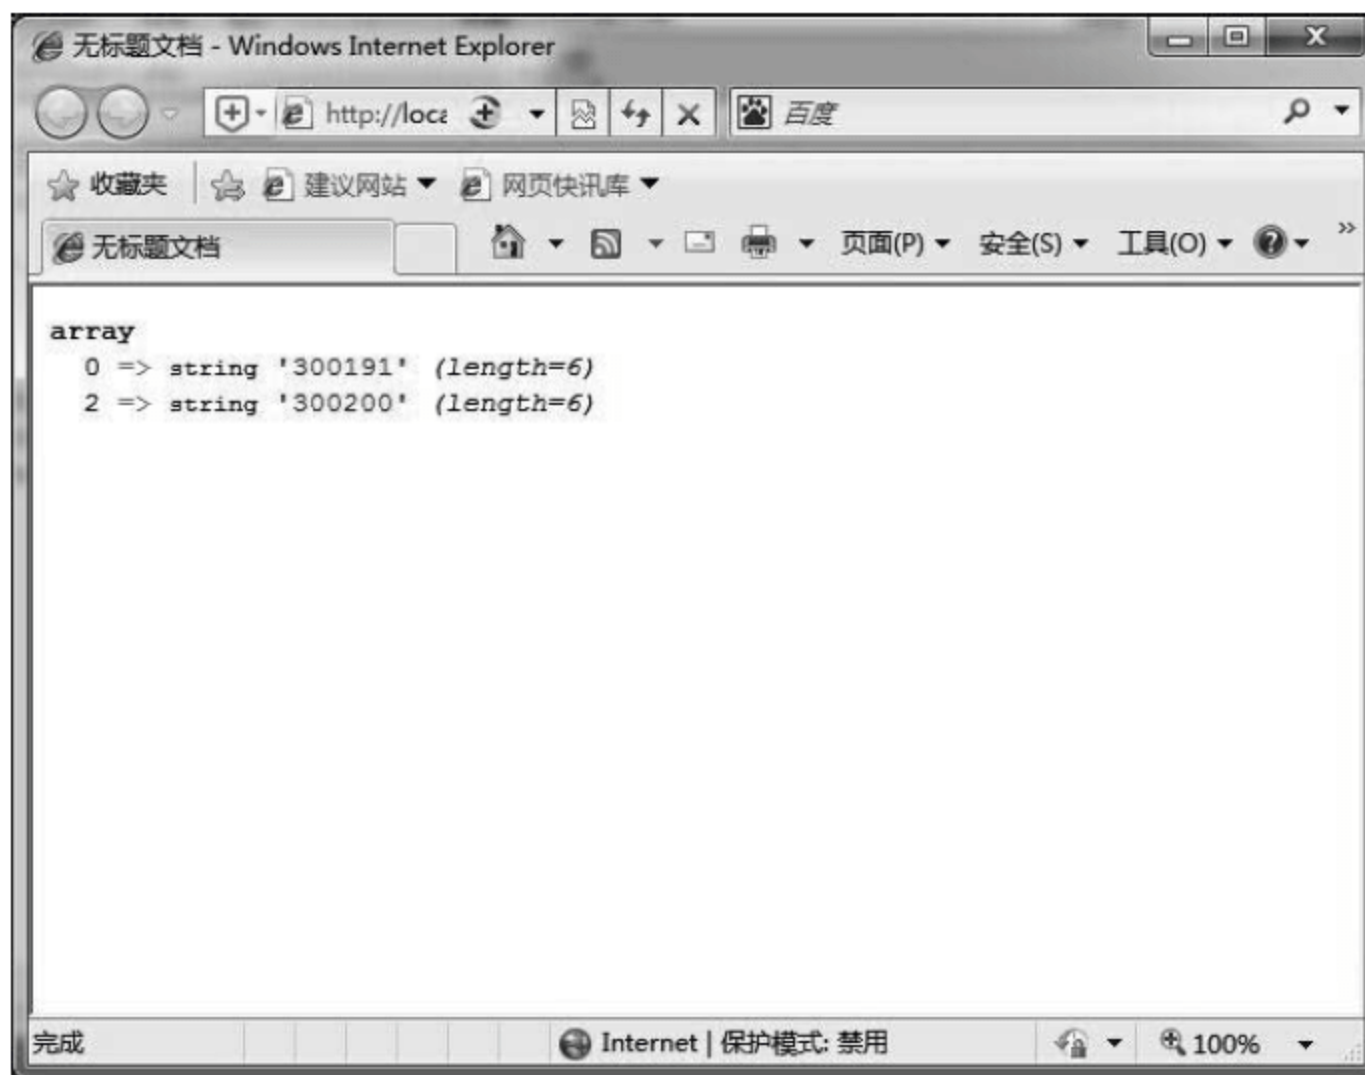 无标题文档 - Windows Internet Explorer
http://loca
百度
收藏夹 建议网站 网页快讯库
无标题文档 页面(P) 安全(S) 工具(O) »
array
0 => string '300191' (length=6)
2 => string '300200' (length=6)
完成 Internet | 保护模式: 禁用 100%